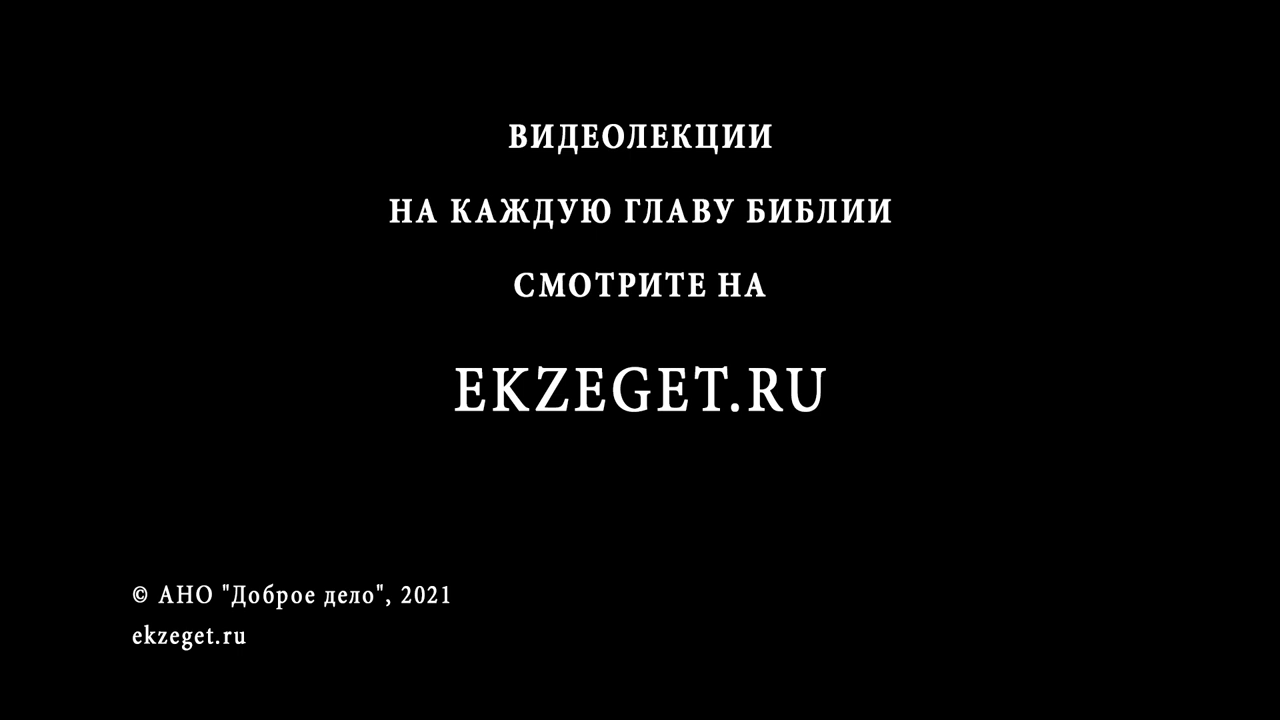 ВИДЕОЛЕКЦИИ
НА КАЖДУЮ ГЛАВУ БИБЛИИ
СМОТРИТЕ НА
EKZEGET.RU
© АНО "Доброе дело", 2021
ekzeget.ru